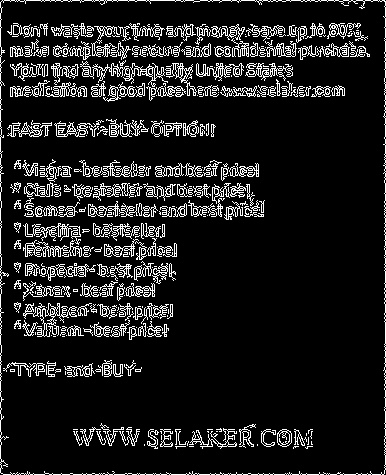 Don't waste your time and money, save up to 80%,
make completely secure and confidential purchase.
You'll find any high-quality United States
medication at good price here www.selaker.com
FAST EASY -BUY- OPTION!
* Viagra - bestseller and best price!
* Cialis - bestseller and best price!
* Somea - bestseller and best price!
* Levitra - bestseller!
* Femele - best price!
* Propecia - best price!
* Xanax - best price!
* Ambien - best price!
* Valium - best price!
-TYPE- and -BUY-
WWW.SELAKER.COM